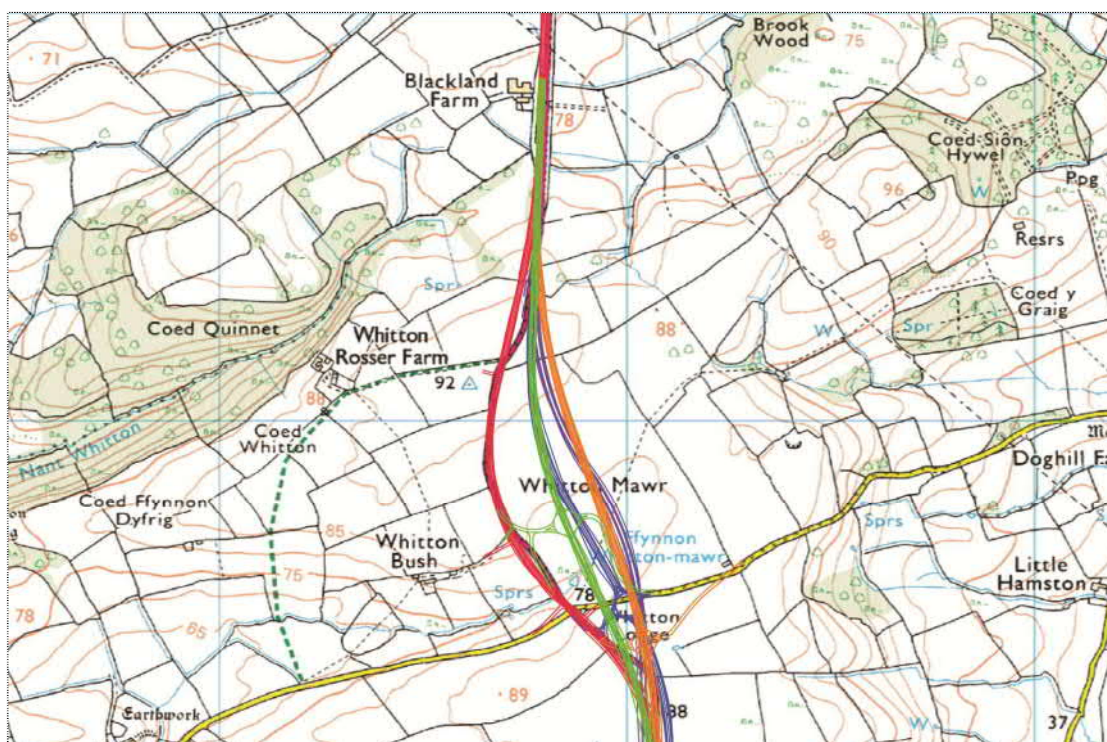 Brook
Wood
75
71
Blackland
Farm
78
Coed Sion
Hywel
W
Ppg
96
90
Resrs
Spr
Coed y
Graig
Spr
W
88
Coed Quinnet
Whitton
Rosser Farm
92
88
Coed
Whitton
Nant Whitton
Doghill
Coed Ffynnon
Dyfrig
Whitton Mawr
85
Whitton
Bush
75
Sprs
Little
Hamston
Sprs
78
78
65
89
88
Earthwork
W
37